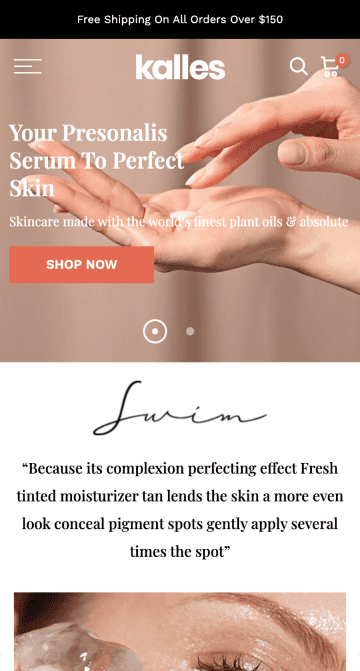 Free Shipping On All Orders Over $150
kalles
0
Your Presonalis
Serum To Perfect
Skin
Skincare made with the world's finest plant oils & absolute
SHOP NOW
Swim
“Because its complexion perfecting effect Fresh
tinted moisturizer tan lends the skin a more even
look conceal pigment spots gently apply several
times the spot”